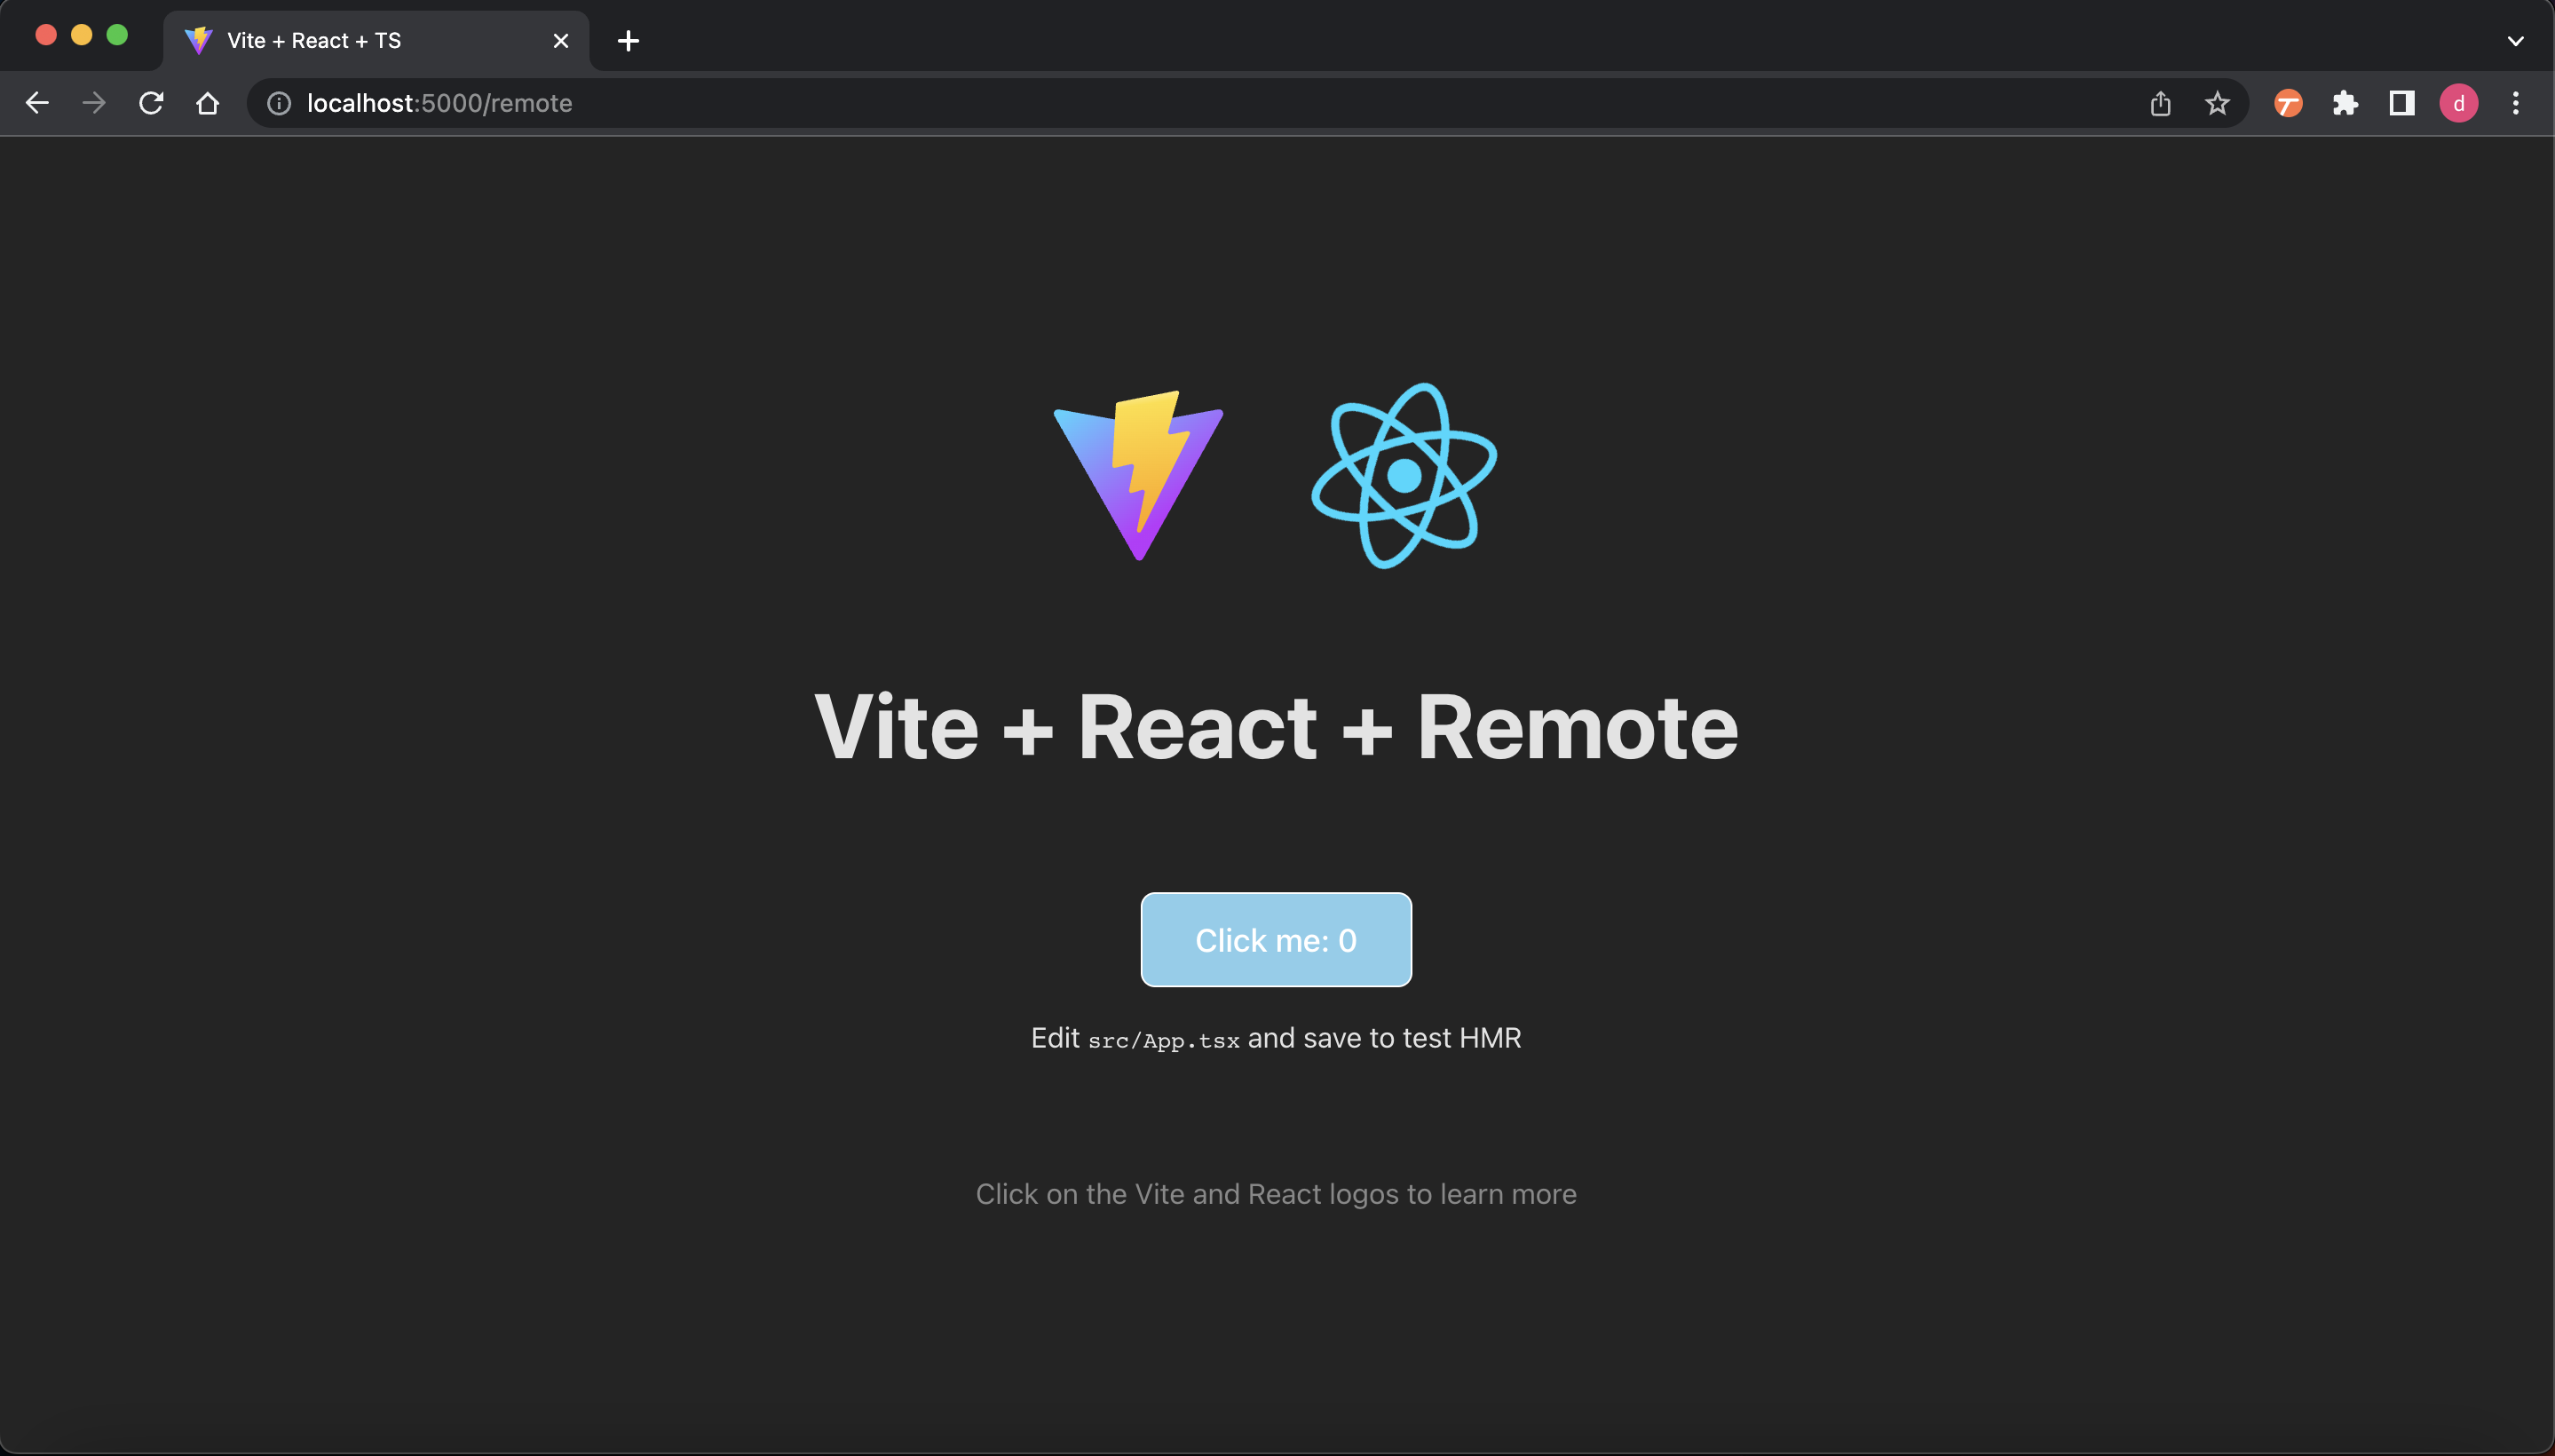 Vite + React + TS
localhost:5000/remote
d
Vite + React + Remote
Click me: 0
Edit src/App.tsx and save to test HMR
Click on the Vite and React logos to learn more